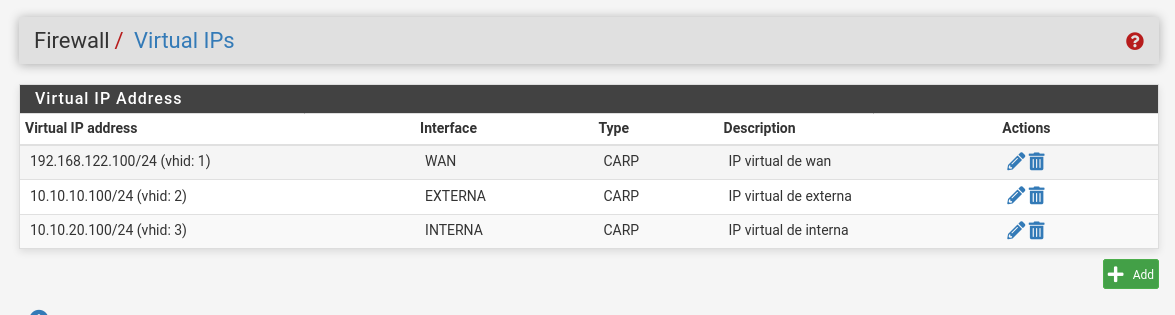 Firewall / Virtual IPs
Virtual IP Address
Virtual IP address Interface Type Description Actions
192.168.122.100/24 (vhid: 1) WAN CARP IP virtual de wan
10.10.10.100/24 (vhid: 2) EXTERNA CARP IP virtual de externa
10.10.20.100/24 (vhid: 3) INTERNA CARP IP virtual de interna
Add